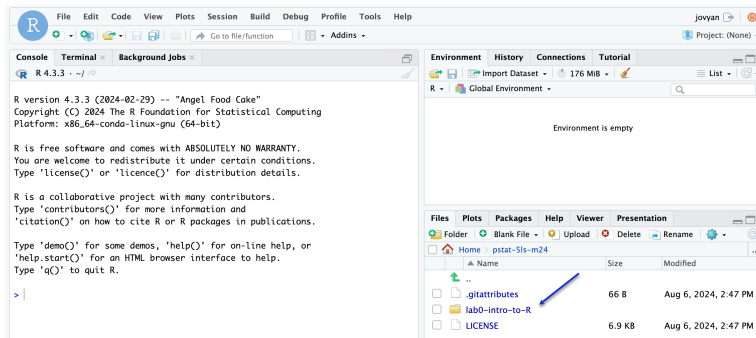 R
File Edit Code View Plots Session Build Debug Profile Tools Help
jovyan
Go to file/function
Addins
Project: (None)
Console Terminal Background Jobs
R 4.3.3 · ~/
R version 4.3.3 (2024-02-29) -- "Angel Food Cake"
Copyright (C) 2024 The R Foundation for Statistical Computing
Platform: x86_64-conda-linux-gnu (64-bit)
R is free software and comes with ABSOLUTELY NO WARRANTY.
You are welcome to redistribute it under certain conditions.
Type 'license()' or 'licence()' for distribution details.
R is a collaborative project with many contributors.
Type 'contributors()' for more information and
'citation()' on how to cite R or R packages in publications.
Type 'demo()' for some demos, 'help()' for on-line help, or
'help.start()' for an HTML browser interface to help.
Type 'q()' to quit R.
>
Environment History Connections Tutorial
Import Dataset 176 MiB List
R Global Environment
Environment is empty
Files Plots Packages Help Viewer Presentation
Folder Blank File Upload Delete Rename
Home > pstat-5ls-m24
Name Size Modified
..
.gitattributes 66 B Aug 6, 2024, 2:47 PM
lab0-intro-to-R
LICENSE 6.9 KB Aug 6, 2024, 2:47 PM